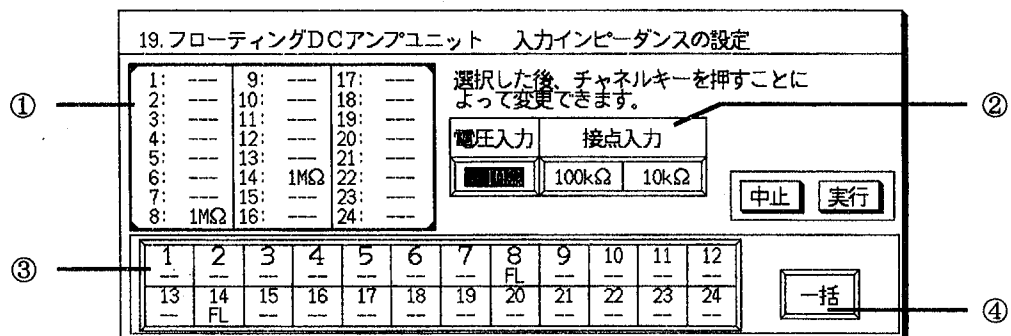 19.フローティングDCアンプユニット　入力インピーダンスの設定
1: --- 9: --- 17: ---
2: --- 10: --- 18: ---
3: --- 11: --- 19: ---
4: --- 12: --- 20: ---
5: --- 13: --- 21: ---
6: --- 14: 1MΩ 22: ---
7: --- 15: --- 23: ---
8: 1MΩ 16: --- 24: ---
選択した後、チャネルキーを押すことに
よって変更できます。
電圧入力 接点入力
1MΩ 100kΩ 10kΩ
中止 実行
1 2 3 4 5 6 7 8 9 10 11 12
-- -- -- -- -- -- -- FL -- -- -- --
13 14 15 16 17 18 19 20 21 22 23 24
-- FL -- -- -- -- -- -- -- -- -- --
一括
①
②
③
④